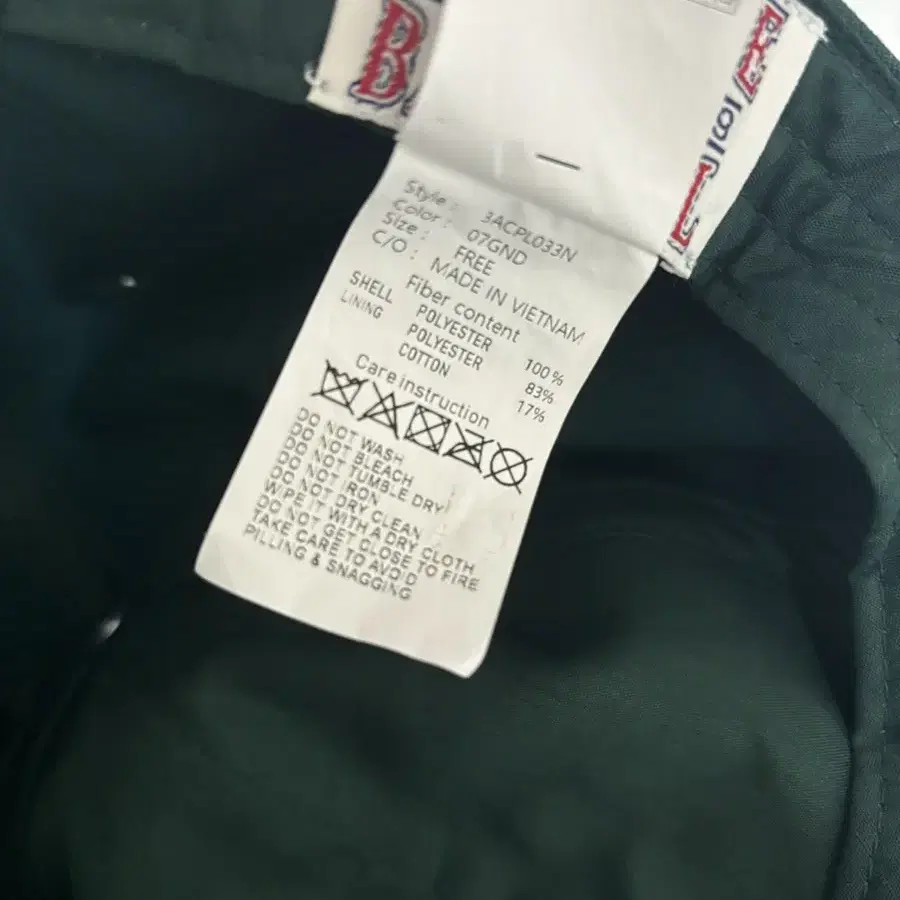 B
1916
Style : 3ACPL033N
Color : 07GND
Size : FREE
C/O : MADE IN VIETNAM
Fiber content
SHELL POLYESTER 100%
LINING POLYESTER 83%
COTTON 17%
Care instruction
DO NOT WASH
DO NOT BLEACH
DO NOT TUMBLE DRY
DO NOT IRON
DO NOT DRY CLEAN
WIPE IT WITH A DRY CLOTH
DO NOT GET CLOSE TO FIRE
TAKE CARE TO AVOID
PILLING & SNAGGING